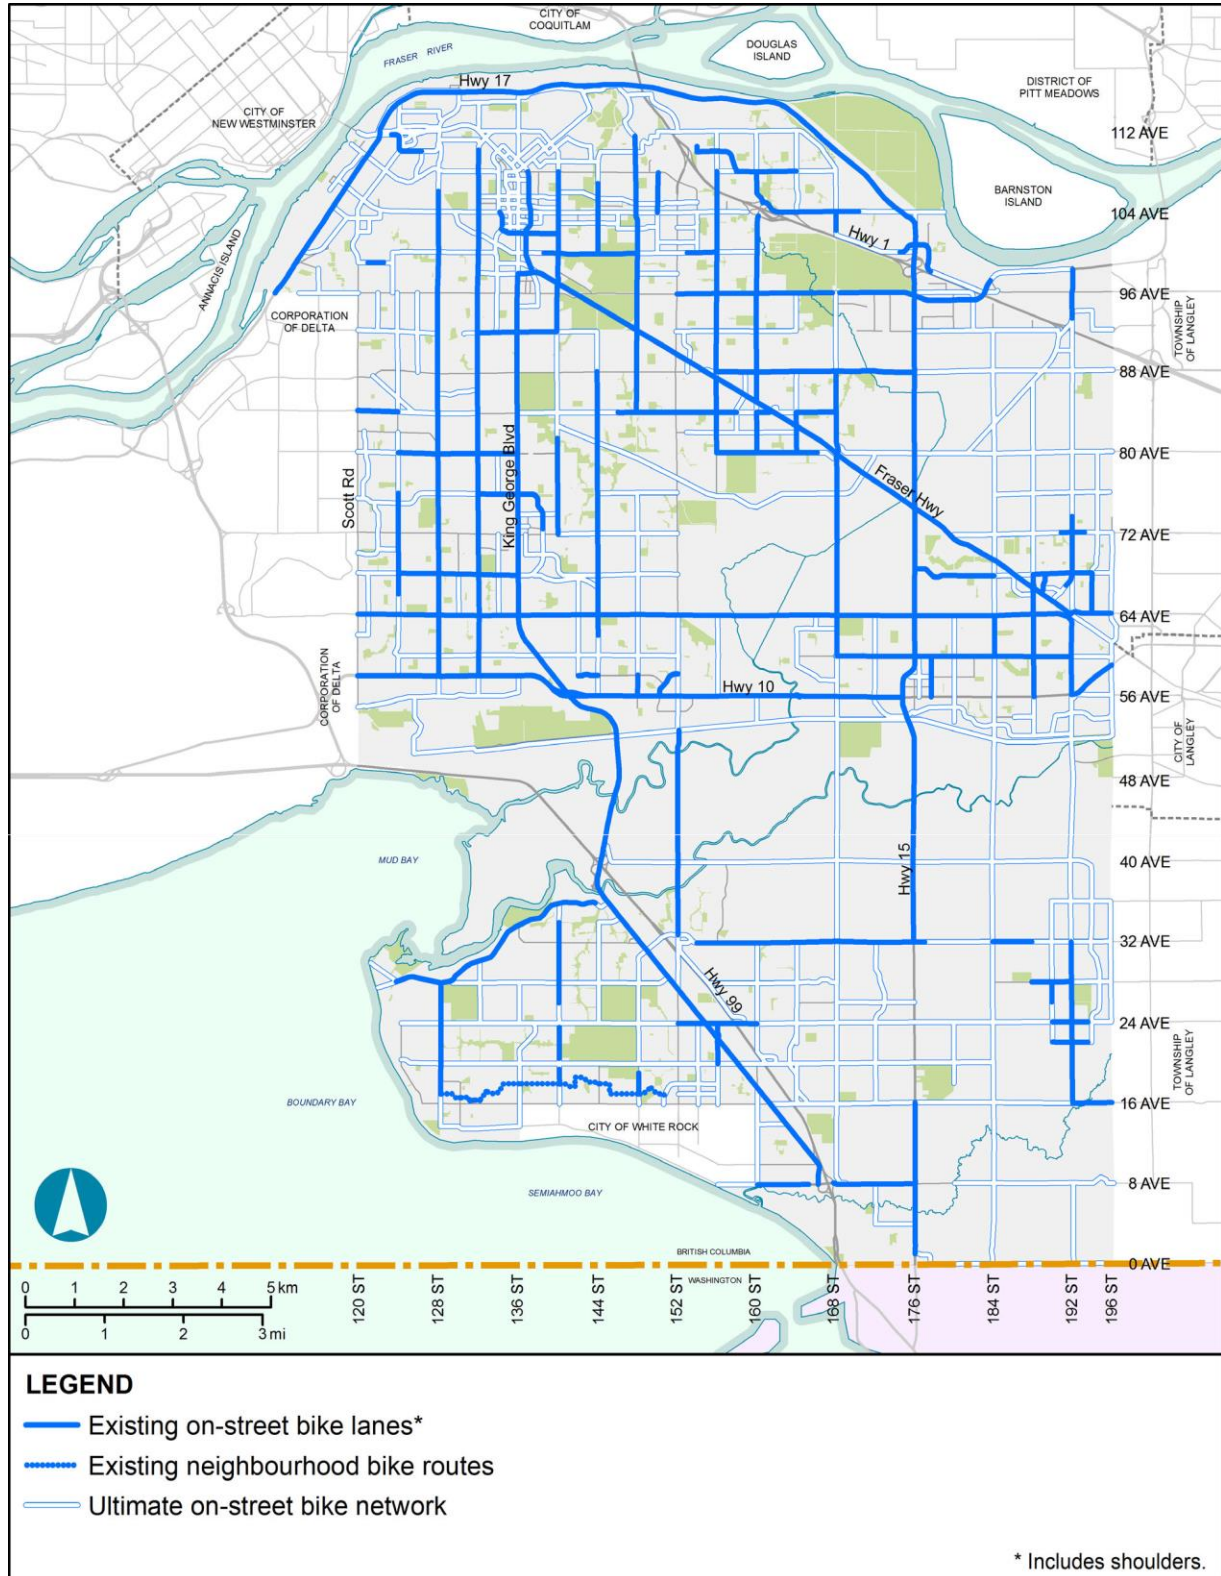 CITY OF
COQUITLAM
DOUGLAS
ISLAND
FRASER RIVER
Hwy 17
DISTRICT OF
PITT MEADOWS
CITY OF
NEW WESTMINSTER
112 AVE
BARNSTON
ISLAND
104 AVE
Hwy 1
ANNACIS ISLAND
96 AVE
CORPORATION
OF DELTA
TOWNSHIP
OF LANGLEY
88 AVE
King George Blvd
80 AVE
Scott Rd
Fraser Hwy
72 AVE
64 AVE
CORPORATION
OF DELTA
Hwy 10
56 AVE
CITY OF
LANGLEY
48 AVE
MUD BAY
Hwy 15
40 AVE
32 AVE
Hwy 99
24 AVE
TOWNSHIP
OF LANGLEY
BOUNDARY BAY
16 AVE
CITY OF WHITE ROCK
8 AVE
SEMIAHMOO BAY
BRITISH COLUMBIA
0 AVE
WASHINGTON
0 1 2 3 4 5 km
0 1 2 3 mi
120 ST
128 ST
136 ST
144 ST
152 ST
160 ST
168 ST
176 ST
184 ST
192 ST
196 ST
LEGEND
Existing on-street bike lanes*
Existing neighbourhood bike routes
Ultimate on-street bike network
* Includes shoulders.